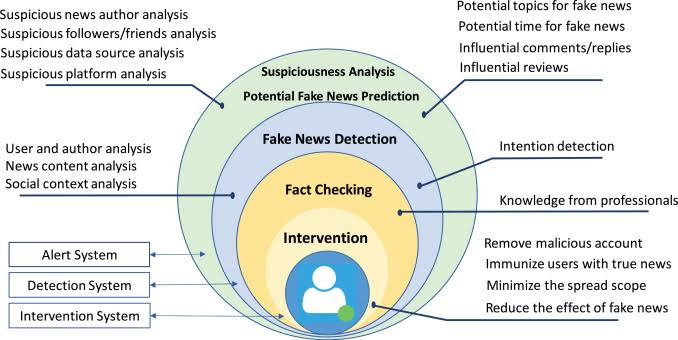 Suspicious news author analysis
Suspicious followers/friends analysis
Suspicious data source analysis
Suspicious platform analysis
Potential topics for fake news
Potential time for fake news
Influential comments/replies
Influential reviews
Suspiciousness Analysis
Potential Fake News Prediction
Fake News Detection
User and author analysis
News content analysis
Social context analysis
Intention detection
Fact Checking
Knowledge from professionals
Intervention
Remove malicious account
Immunize users with true news
Minimize the spread scope
Reduce the effect of fake news
Alert System
Detection System
Intervention System